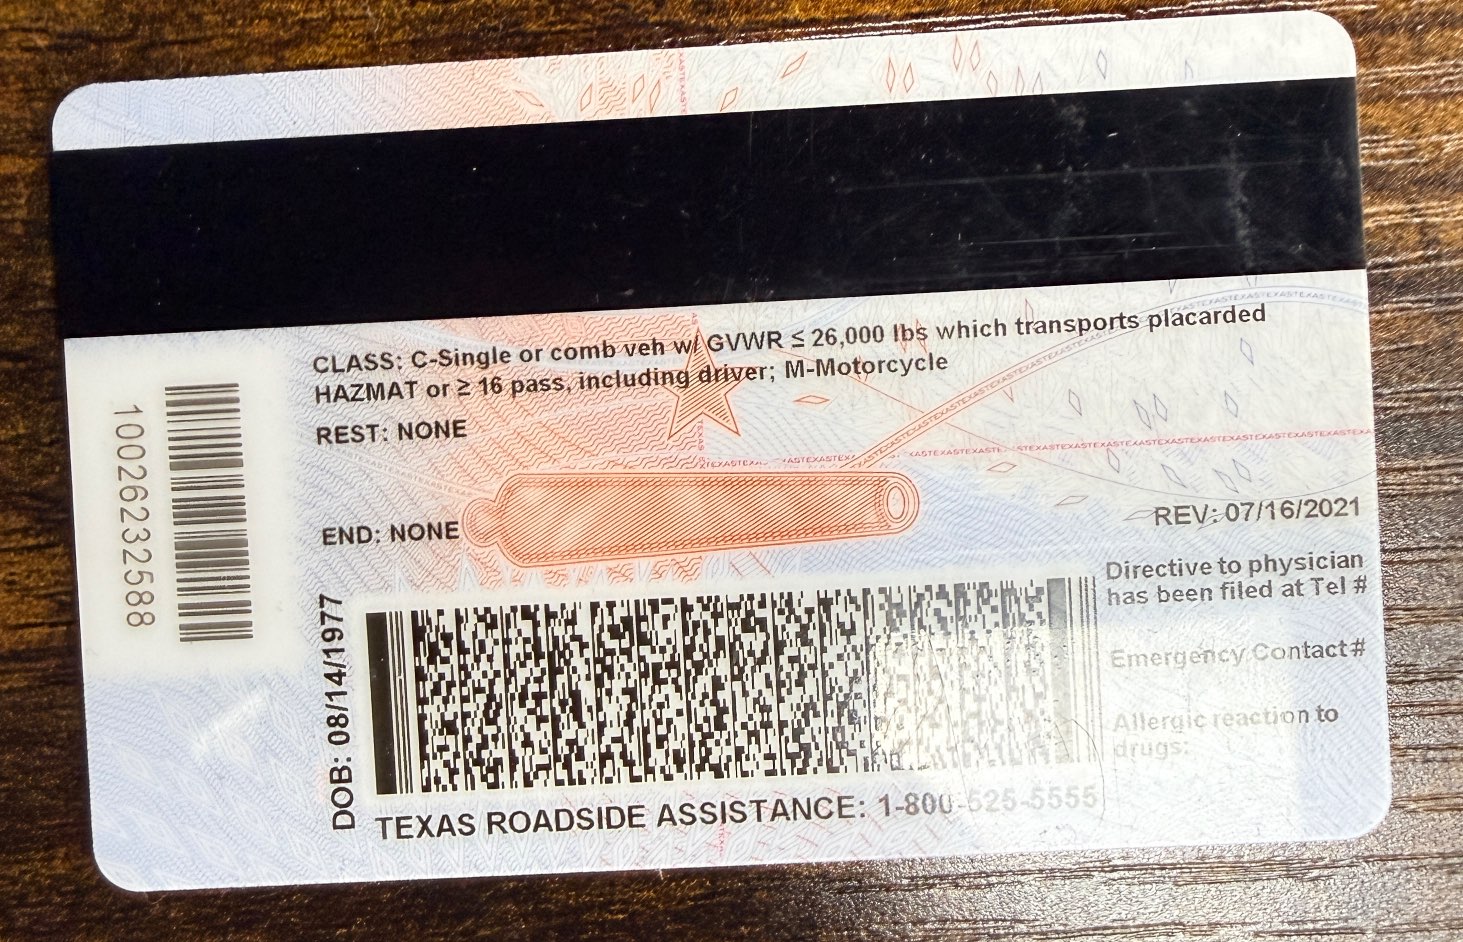 CLASS: C-Single or comb veh w/ GVWR ≤ 26,000 lbs which transports placarded
HAZMAT or ≥ 16 pass, including driver; M-Motorcycle
REST: NONE
END: NONE
REV: 07/16/2021
Directive to physician
has been filed at Tel #
Emergency Contact#
Allergic reaction to
drugs:
10026232588
DOB: 08/14/1977
TEXAS ROADSIDE ASSISTANCE: 1-800-525-5555